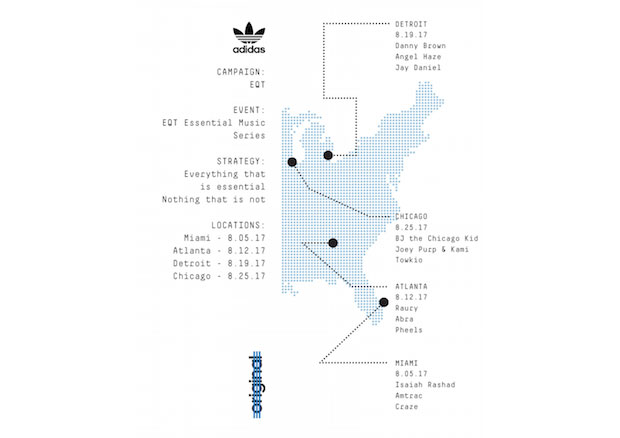 adidas
CAMPAIGN:
EQT
EVENT:
EQT Essential Music
Series
STRATEGY:
Everything that
is essential
Nothing that is not
LOCATIONS:
Miami - 8.05.17
Atlanta - 8.12.17
Detroit - 8.19.17
Chicago - 8.25.17
original
DETROIT
8.19.17
Danny Brown
Angel Haze
Jay Daniel
CHICAGO
8.25.17
BJ the Chicago Kid
Joey Purp & Kami
Towkio
ATLANTA
8.12.17
Raury
Abra
Pheels
MIAMI
8.05.17
Isaiah Rashad
Amtrac
Craze